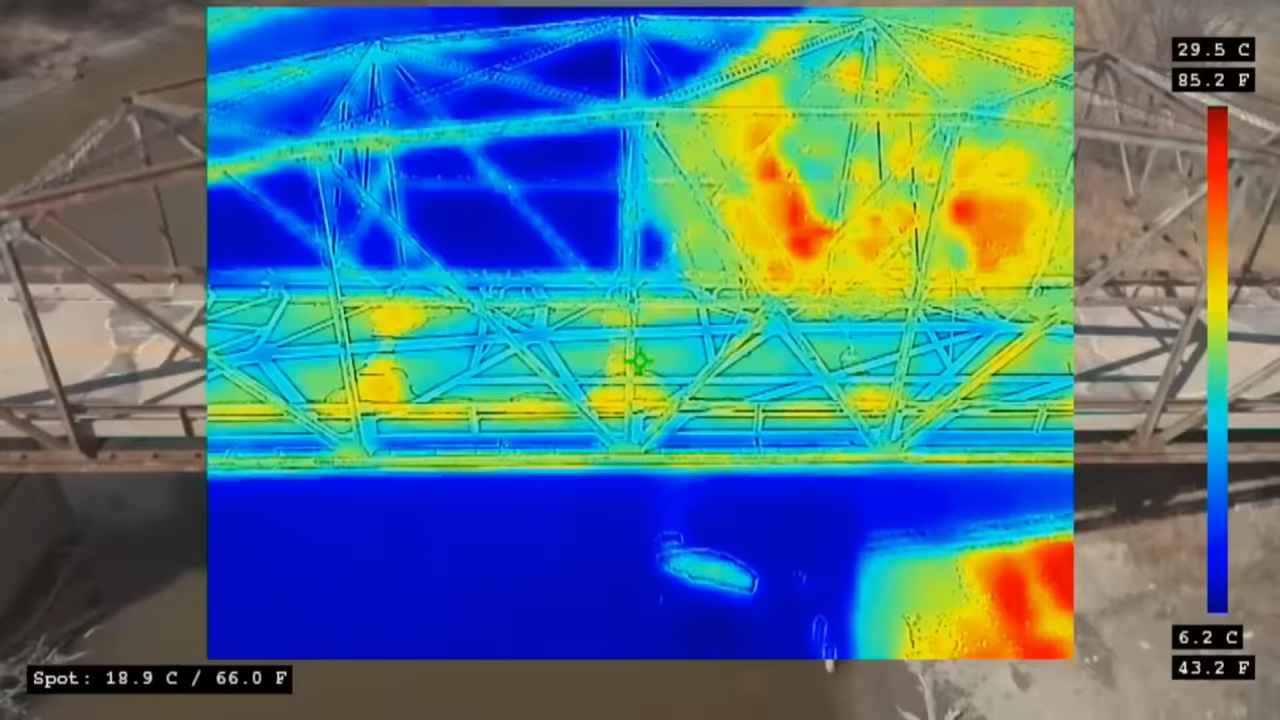 29.5 C
85.2 F
6.2 C
43.2 F
Spot: 18.9 C / 66.0 F